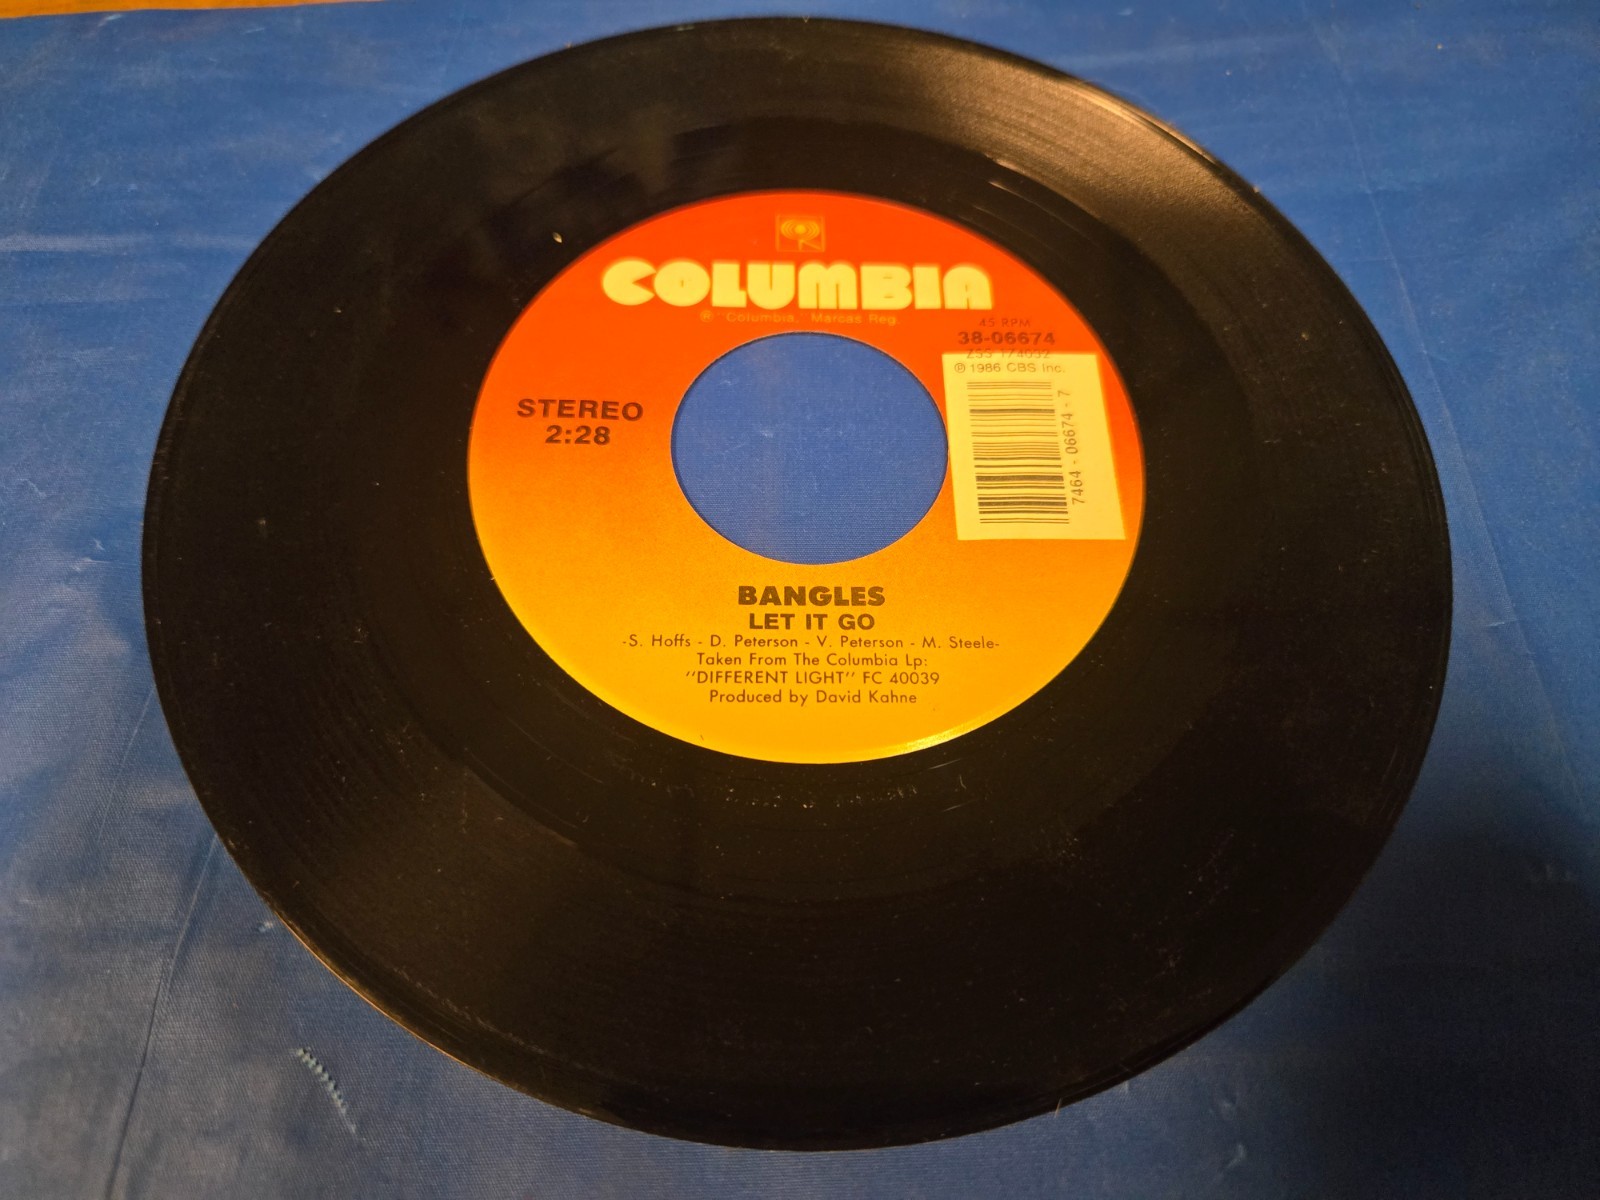 COLUMBIA
® "Columbia," Marcas Reg.
45 RPM
38-06674
ZSS 174032
℗ 1986 CBS Inc.
STEREO
2:28
7464 - 06674 - 7
BANGLES
LET IT GO
-S. Hoffs - D. Peterson - V. Peterson - M. Steele-
Taken From The Columbia Lp:
"DIFFERENT LIGHT" FC 40039
Produced by David Kahne